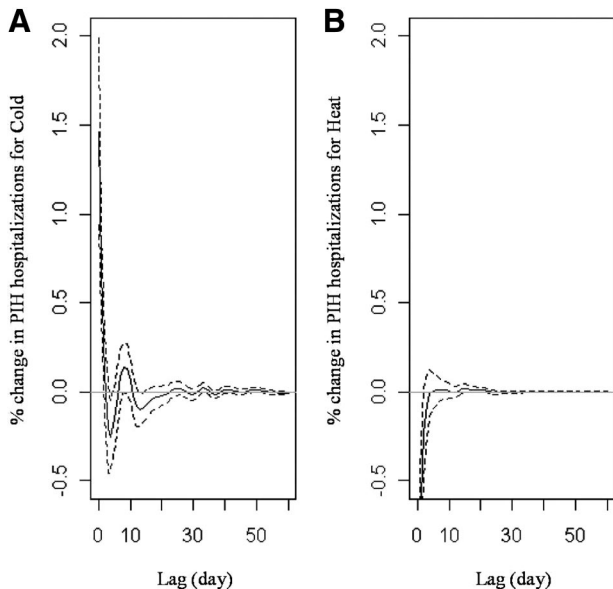 A
% change in PIH hospitalizations for Cold
2.0
1.5
1.0
0.5
0.0
-0.5
0 10 30 50
Lag (day)
B
% change in PIH hospitalizations for Heat
2.0
1.5
1.0
0.5
0.0
-0.5
0 10 30 50
Lag (day)